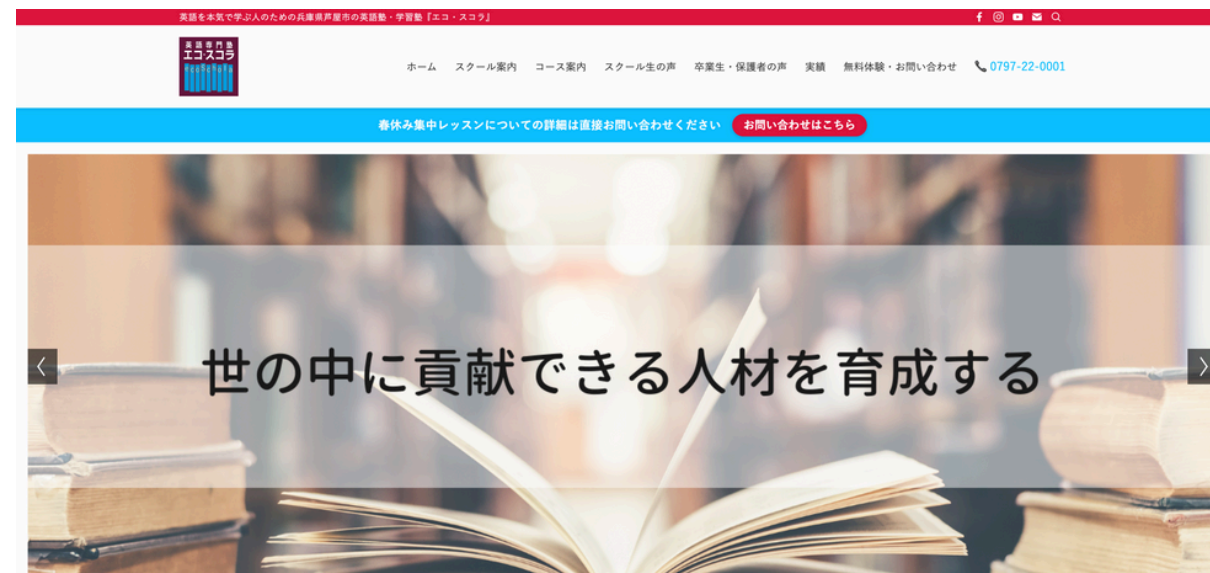 英語を本気で学ぶ人のための兵庫県芦屋市の英語塾・学習塾『エコ・スコラ』
英語専門塾
エコ・スコラ
ホーム スクール案内 コース案内 スクール生の声 卒業生・保護者の声 実績 無料体験・お問い合わせ 0797-22-0001
春休み集中レッスンについての詳細は直接お問い合わせください お問い合わせはこちら
世の中に貢献できる人材を育成する